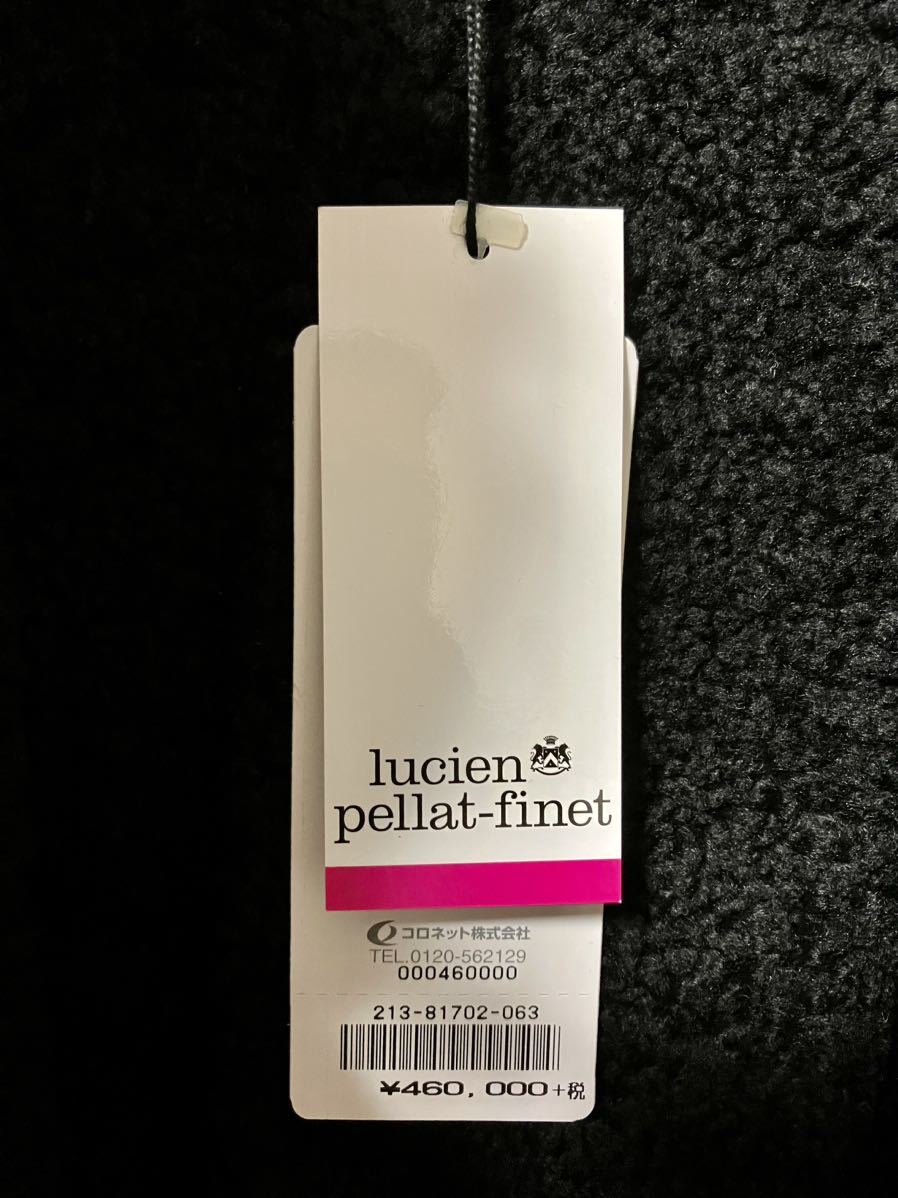 lucien
pellat-finet
コロネット株式会社
TEL.0120-562129
000460000
213-81702-063
¥460,000+税